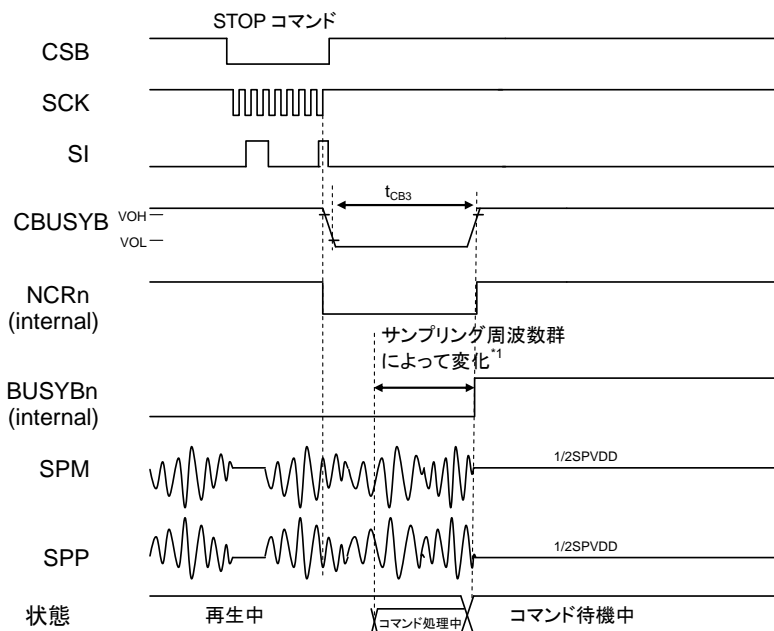 STOP コマンド
CSB
SCK
SI
t_CB3
CBUSYB
VOH
VOL
NCRn
(internal)
サンプリング周波数群
によって変化*1
BUSYBn
(internal)
SPM
1/2SPVDD
SPP
1/2SPVDD
状態
再生中
コマンド処理中
コマンド待機中